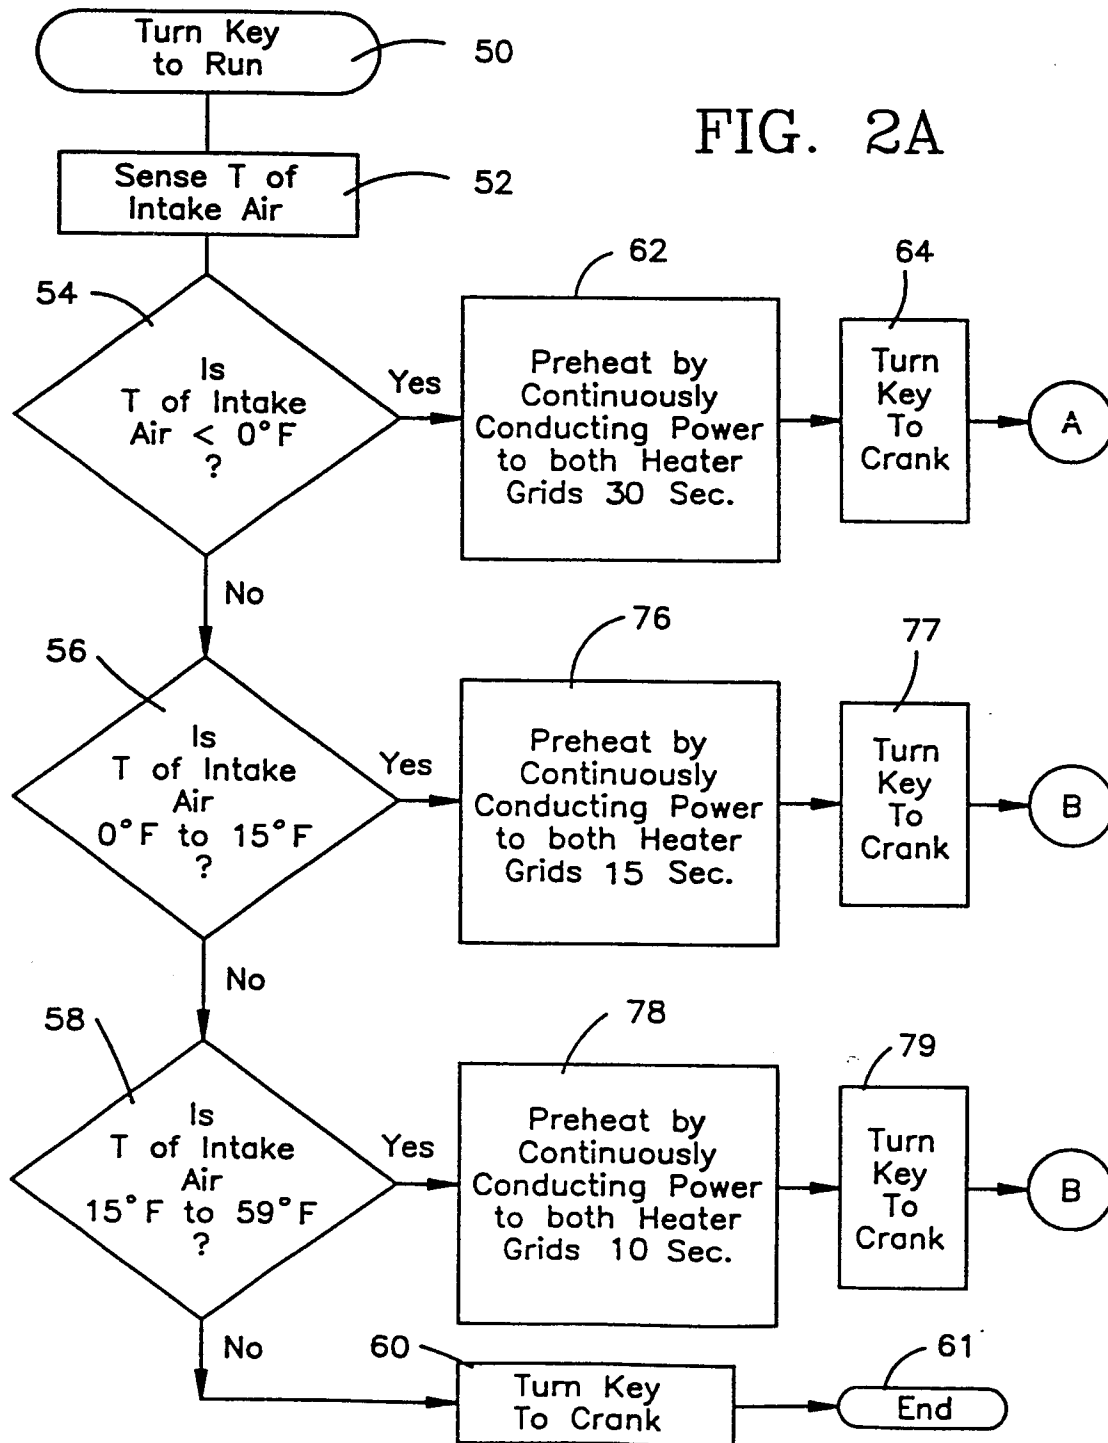 Turn Key
to Run
50
FIG. 2A
Sense T of
Intake Air
52
54
Is
T of Intake
Air < 0°F
?
Yes
62
Preheat by
Continuously
Conducting Power
to both Heater
Grids 30 Sec.
64
Turn
Key
To
Crank
A
No
56
Is
T of Intake
Air
0°F to 15°F
?
Yes
76
Preheat by
Continuously
Conducting Power
to both Heater
Grids 15 Sec.
77
Turn
Key
To
Crank
B
No
58
Is
T of Intake
Air
15°F to 59°F
?
Yes
78
Preheat by
Continuously
Conducting Power
to both Heater
Grids 10 Sec.
79
Turn
Key
To
Crank
B
No
60
Turn Key
To Crank
61
End